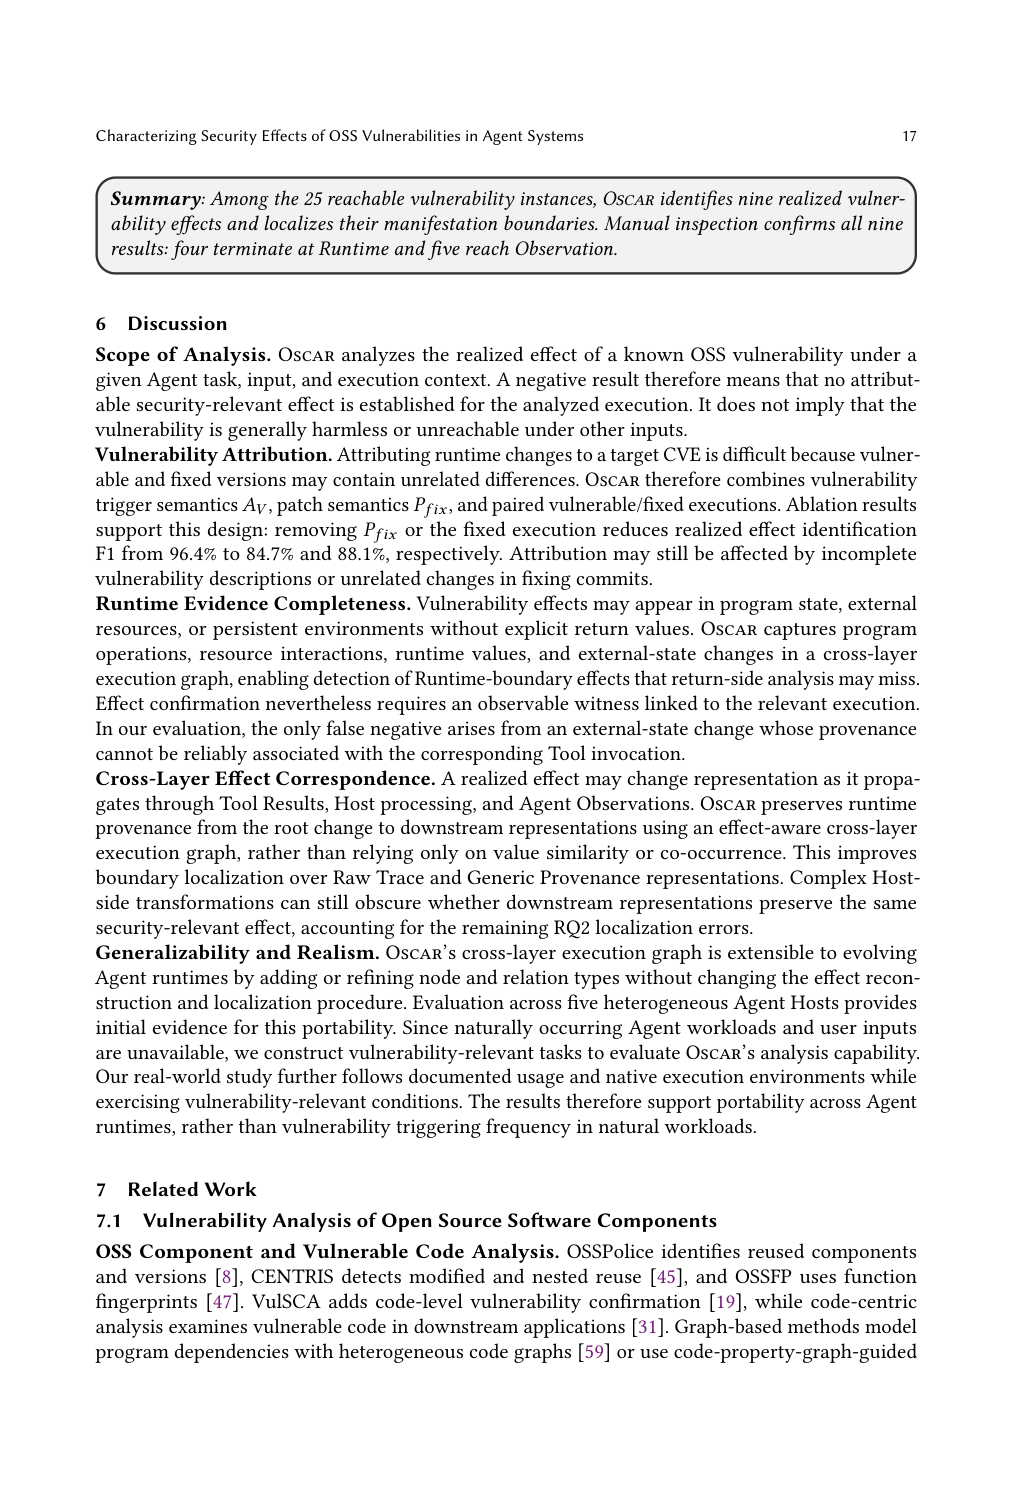 Characterizing Security Effects of OSS Vulnerabilities in Agent Systems 17
Summary: Among the 25 reachable vulnerability instances, Oscar identifies nine realized vulner-
ability effects and localizes their manifestation boundaries. Manual inspection confirms all nine
results: four terminate at Runtime and five reach Observation.
6 Discussion
Scope of Analysis. Oscar analyzes the realized effect of a known OSS vulnerability under a
given Agent task, input, and execution context. A negative result therefore means that no attribut-
able security-relevant effect is established for the analyzed execution. It does not imply that the
vulnerability is generally harmless or unreachable under other inputs.
Vulnerability Attribution. Attributing runtime changes to a target CVE is difficult because vulner-
able and fixed versions may contain unrelated differences. Oscar therefore combines vulnerability
trigger semantics A_V, patch semantics P_fix, and paired vulnerable/fixed executions. Ablation results
support this design: removing P_fix or the fixed execution reduces realized effect identification
F1 from 96.4% to 84.7% and 88.1%, respectively. Attribution may still be affected by incomplete
vulnerability descriptions or unrelated changes in fixing commits.
Runtime Evidence Completeness. Vulnerability effects may appear in program state, external
resources, or persistent environments without explicit return values. Oscar captures program
operations, resource interactions, runtime values, and external-state changes in a cross-layer
execution graph, enabling detection of Runtime-boundary effects that return-side analysis may miss.
Effect confirmation nevertheless requires an observable witness linked to the relevant execution.
In our evaluation, the only false negative arises from an external-state change whose provenance
cannot be reliably associated with the corresponding Tool invocation.
Cross-Layer Effect Correspondence. A realized effect may change representation as it propa-
gates through Tool Results, Host processing, and Agent Observations. Oscar preserves runtime
provenance from the root change to downstream representations using an effect-aware cross-layer
execution graph, rather than relying only on value similarity or co-occurrence. This improves
boundary localization over Raw Trace and Generic Provenance representations. Complex Host-
side transformations can still obscure whether downstream representations preserve the same
security-relevant effect, accounting for the remaining RQ2 localization errors.
Generalizability and Realism. Oscar's cross-layer execution graph is extensible to evolving
Agent runtimes by adding or refining node and relation types without changing the effect recon-
struction and localization procedure. Evaluation across five heterogeneous Agent Hosts provides
initial evidence for this portability. Since naturally occurring Agent workloads and user inputs
are unavailable, we construct vulnerability-relevant tasks to evaluate Oscar's analysis capability.
Our real-world study further follows documented usage and native execution environments while
exercising vulnerability-relevant conditions. The results therefore support portability across Agent
runtimes, rather than vulnerability triggering frequency in natural workloads.
7 Related Work
7.1 Vulnerability Analysis of Open Source Software Components
OSS Component and Vulnerable Code Analysis. OSSPolice identifies reused components
and versions [8], CENTRIS detects modified and nested reuse [45], and OSSFP uses function
fingerprints [47]. VulSCA adds code-level vulnerability confirmation [19], while code-centric
analysis examines vulnerable code in downstream applications [31]. Graph-based methods model
program dependencies with heterogeneous code graphs [59] or use code-property-graph-guided